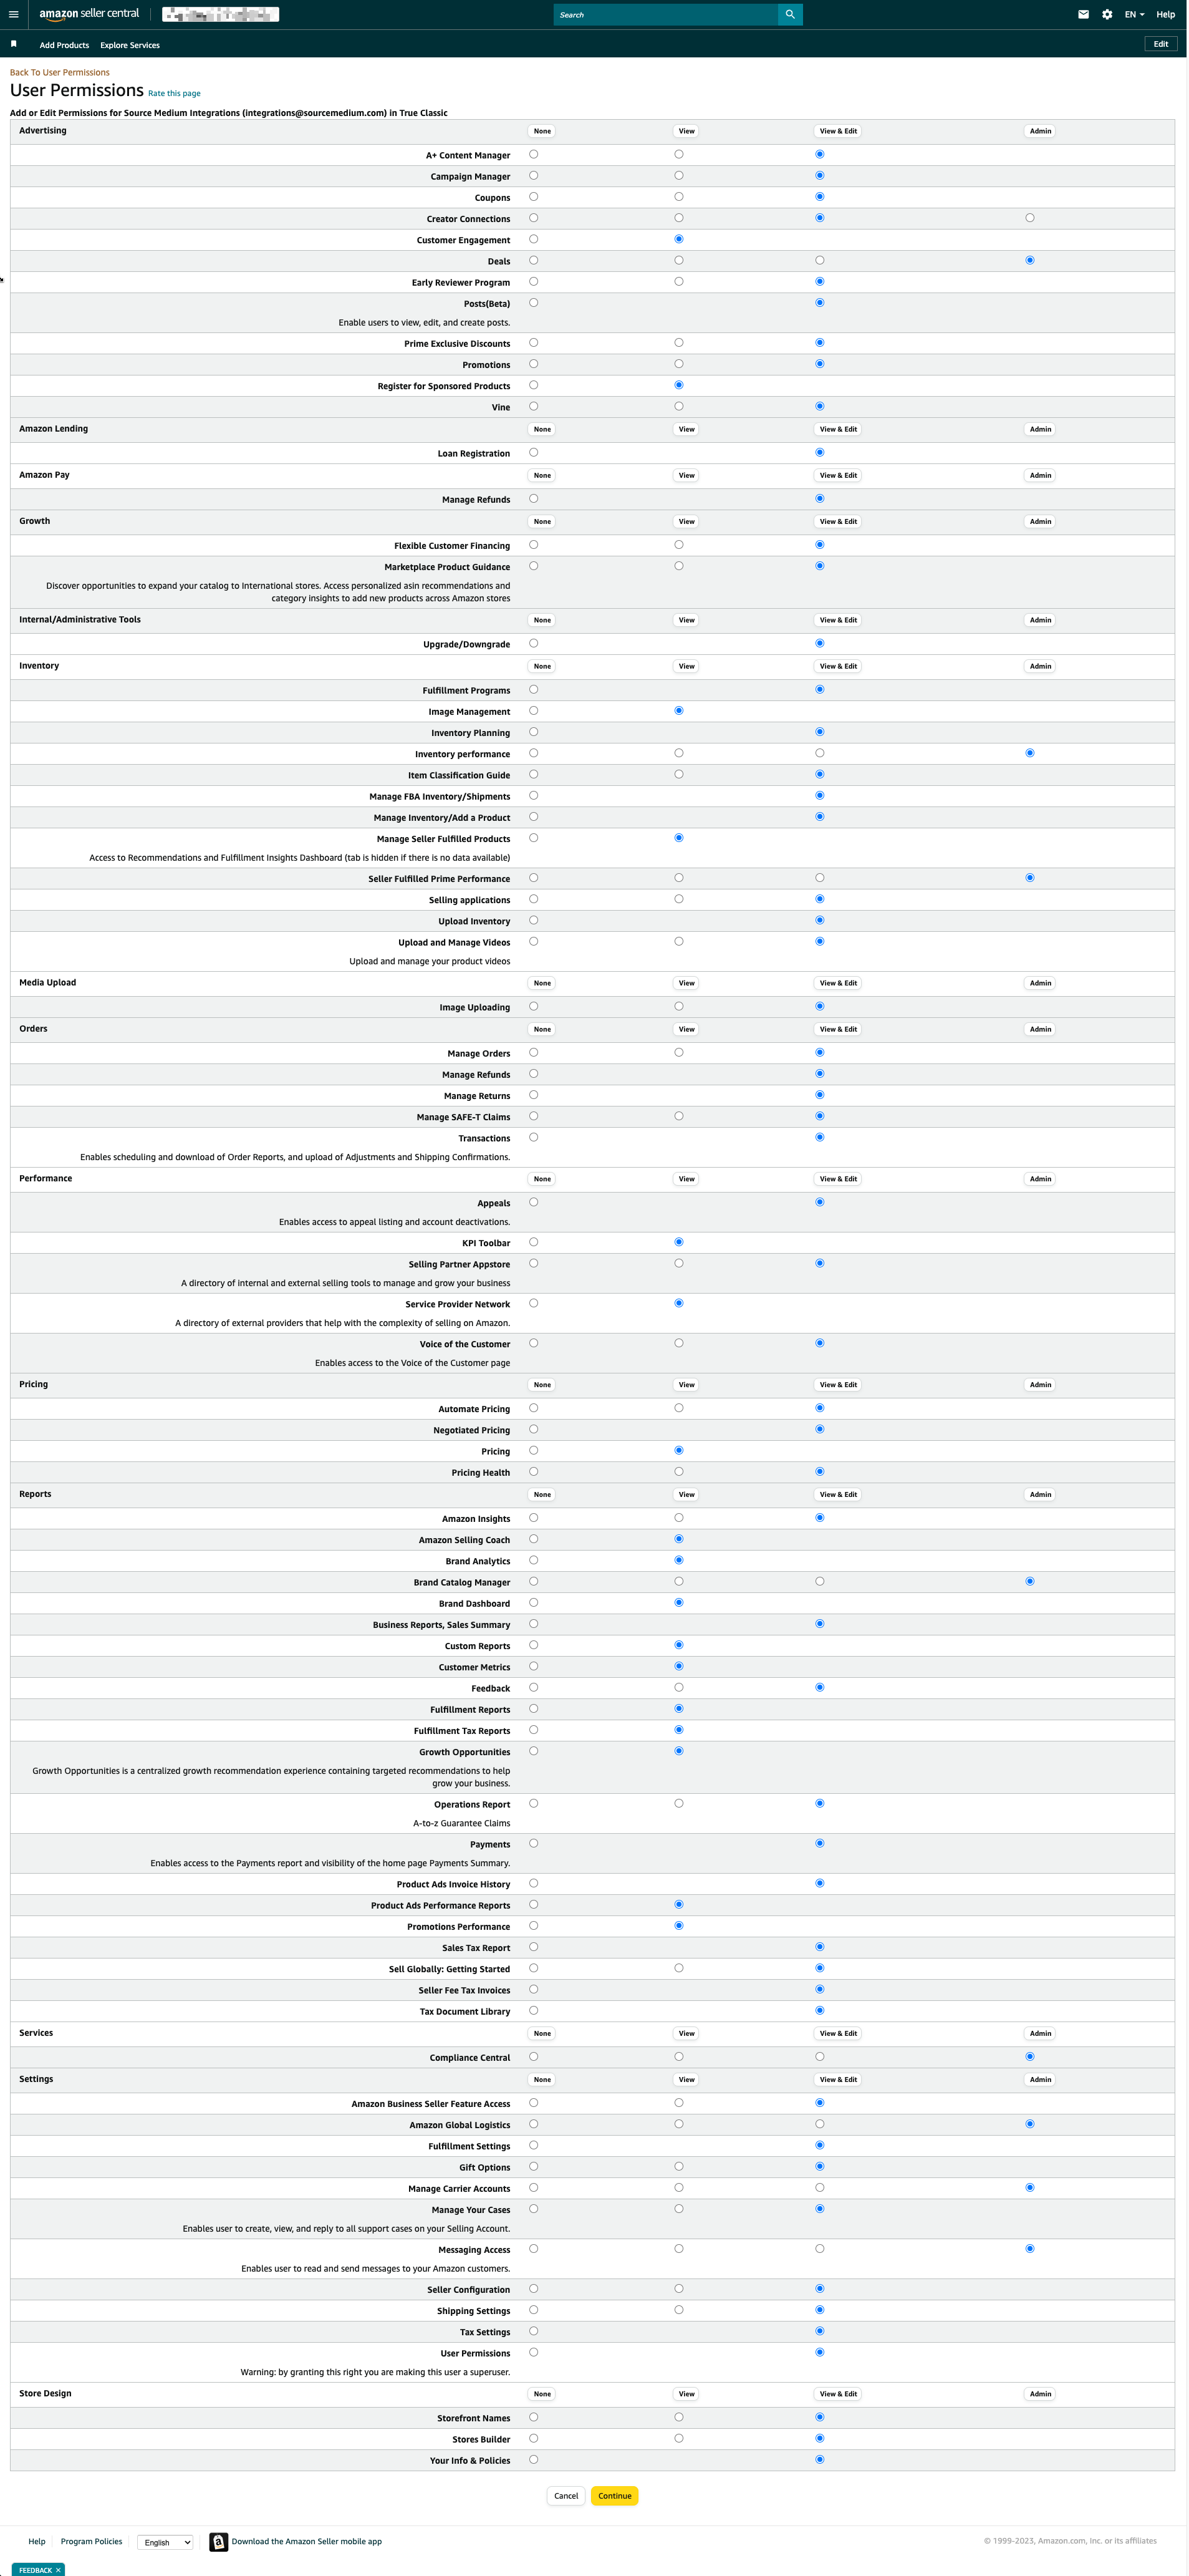 amazon seller central
Search
EN
Help
Add Products
Explore Services
Edit
Back To User Permissions
User Permissions Rate this page
Add or Edit Permissions for Source Medium Integrations (integrations@sourcemedium.com) in True Classic
Advertising None View View & Edit Admin
A+ Content Manager
Campaign Manager
Coupons
Creator Connections
Customer Engagement
Deals
Early Reviewer Program
Posts(Beta)
Enable users to view, edit, and create posts.
Prime Exclusive Discounts
Promotions
Register for Sponsored Products
Vine
Amazon Lending None View View & Edit Admin
Loan Registration
Amazon Pay None View View & Edit Admin
Manage Refunds
Growth None View View & Edit Admin
Flexible Customer Financing
Marketplace Product Guidance
Discover opportunities to expand your catalog to International stores. Access personalized asin recommendations and
category insights to add new products across Amazon stores
Internal/Administrative Tools None View View & Edit Admin
Upgrade/Downgrade
Inventory None View View & Edit Admin
Fulfillment Programs
Image Management
Inventory Planning
Inventory performance
Item Classification Guide
Manage FBA Inventory/Shipments
Manage Inventory/Add a Product
Manage Seller Fulfilled Products
Access to Recommendations and Fulfillment Insights Dashboard (tab is hidden if there is no data available)
Seller Fulfilled Prime Performance
Selling applications
Upload Inventory
Upload and Manage Videos
Upload and manage your product videos
Media Upload None View View & Edit Admin
Image Uploading
Orders None View View & Edit Admin
Manage Orders
Manage Refunds
Manage Returns
Manage SAFE-T Claims
Transactions
Enables scheduling and download of Order Reports, and upload of Adjustments and Shipping Confirmations.
Performance None View View & Edit Admin
Appeals
Enables access to appeal listing and account deactivations.
KPI Toolbar
Selling Partner Appstore
A directory of internal and external selling tools to manage and grow your business
Service Provider Network
A directory of external providers that help with the complexity of selling on Amazon.
Voice of the Customer
Enables access to the Voice of the Customer page
Pricing None View View & Edit Admin
Automate Pricing
Negotiated Pricing
Pricing
Pricing Health
Reports None View View & Edit Admin
Amazon Insights
Amazon Selling Coach
Brand Analytics
Brand Catalog Manager
Brand Dashboard
Business Reports, Sales Summary
Custom Reports
Customer Metrics
Feedback
Fulfillment Reports
Fulfillment Tax Reports
Growth Opportunities
Growth Opportunities is a centralized growth recommendation experience containing targeted recommendations to help
grow your business.
Operations Report
A-to-z Guarantee Claims
Payments
Enables access to the Payments report and visibility of the home page Payments Summary.
Product Ads Invoice History
Product Ads Performance Reports
Promotions Performance
Sales Tax Report
Sell Globally: Getting Started
Seller Fee Tax Invoices
Tax Document Library
Services None View View & Edit Admin
Compliance Central
Settings None View View & Edit Admin
Amazon Business Seller Feature Access
Amazon Global Logistics
Fulfillment Settings
Gift Options
Manage Carrier Accounts
Manage Your Cases
Enables user to create, view, and reply to all support cases on your Selling Account.
Messaging Access
Enables user to read and send messages to your Amazon customers.
Seller Configuration
Shipping Settings
Tax Settings
User Permissions
Warning: by granting this right you are making this user a superuser.
Store Design None View View & Edit Admin
Storefront Names
Stores Builder
Your Info & Policies
Cancel Continue
Help Program Policies English Download the Amazon Seller mobile app © 1999-2023, Amazon.com, Inc. or its affiliates
FEEDBACK ×